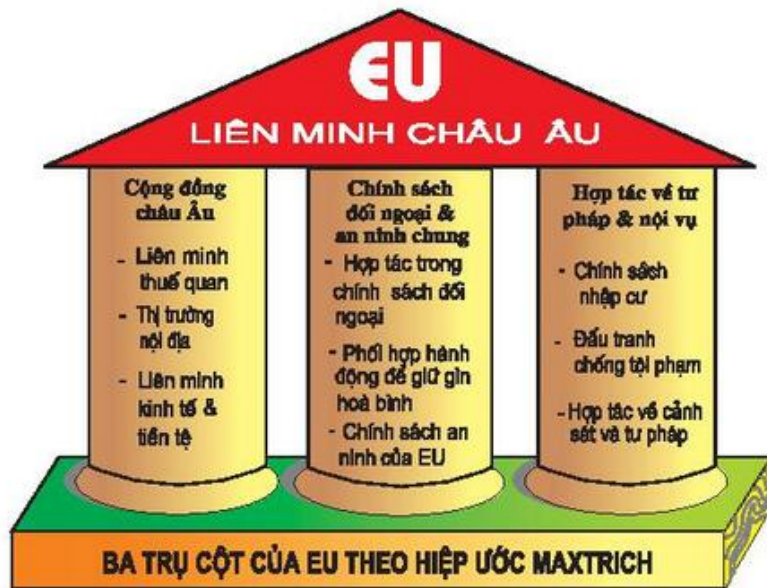 EU
LIÊN MINH CHÂU ÂU
Cộng đồng
châu Âu
- Liên minh
thuế quan
- Thị trường
nội địa
- Liên minh
kinh tế &
tiền tệ
Chính sách
đối ngoại &
an ninh chung
- Hợp tác trong
chính sách đối
ngoại
- Phối hợp hành
động để giữ gìn
hoà bình
- Chính sách an
ninh của EU
Hợp tác về tư
pháp & nội vụ
- Chính sách
nhập cư
- Đấu tranh
chống tội phạm
-Hợp tác về cảnh
sát và tư pháp
BA TRỤ CỘT CỦA EU THEO HIỆP ƯỚC MAXTRICH